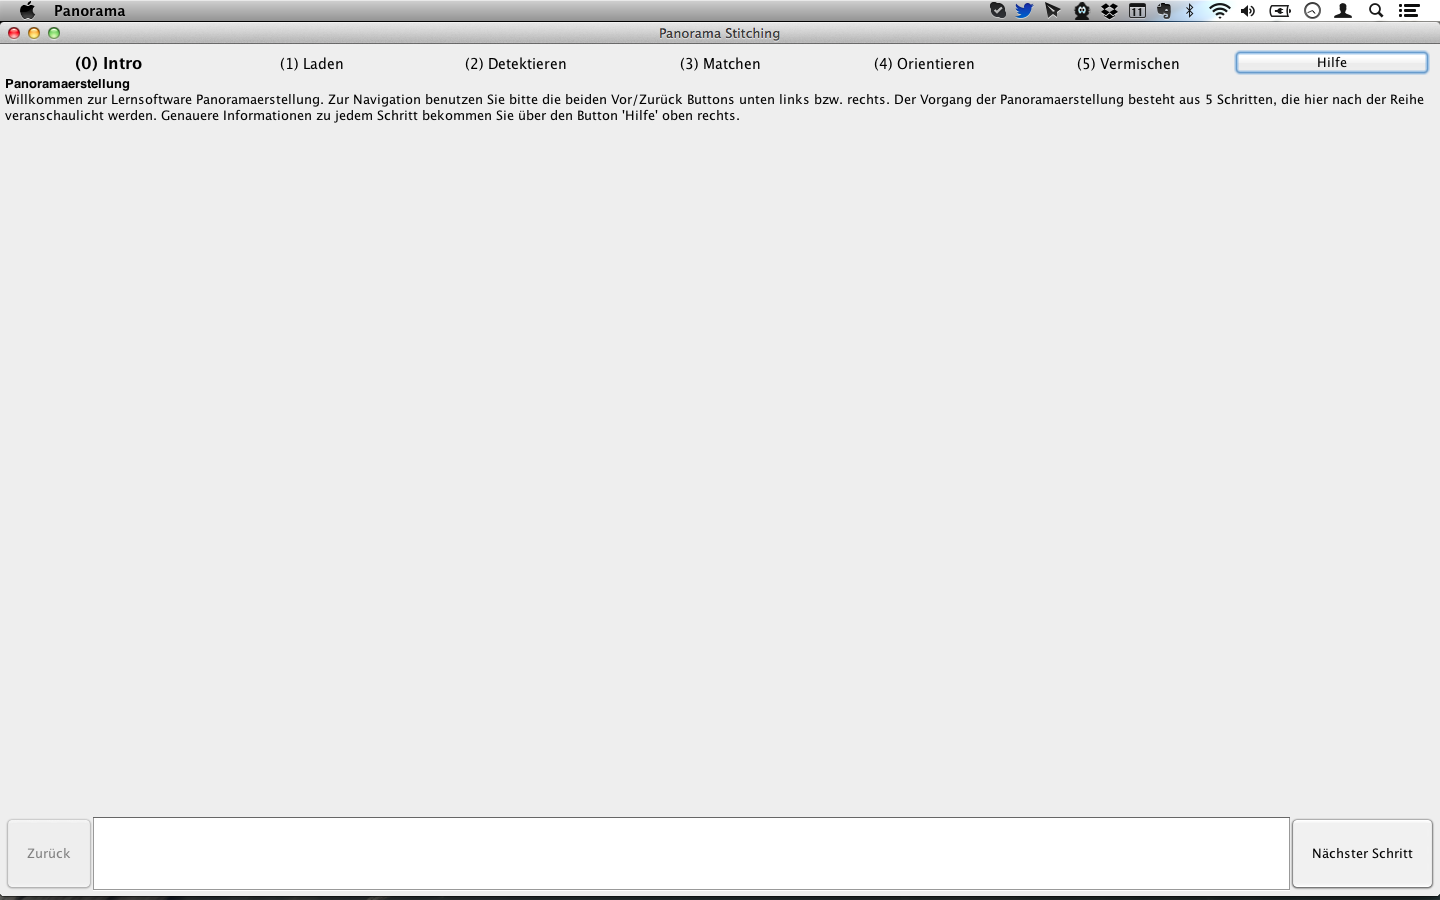 Panorama
11
Panorama Stitching
(0) Intro
(1) Laden
(2) Detektieren
(3) Matchen
(4) Orientieren
(5) Vermischen
Hilfe
Panoramaerstellung
Willkommen zur Lernsoftware Panoramaerstellung. Zur Navigation benutzen Sie bitte die beiden Vor/Zurück Buttons unten links bzw. rechts. Der Vorgang der Panoramaerstellung besteht aus 5 Schritten, die hier nach der Reihe
veranschaulicht werden. Genauere Informationen zu jedem Schritt bekommen Sie über den Button 'Hilfe' oben rechts.
Zurück
Nächster Schritt